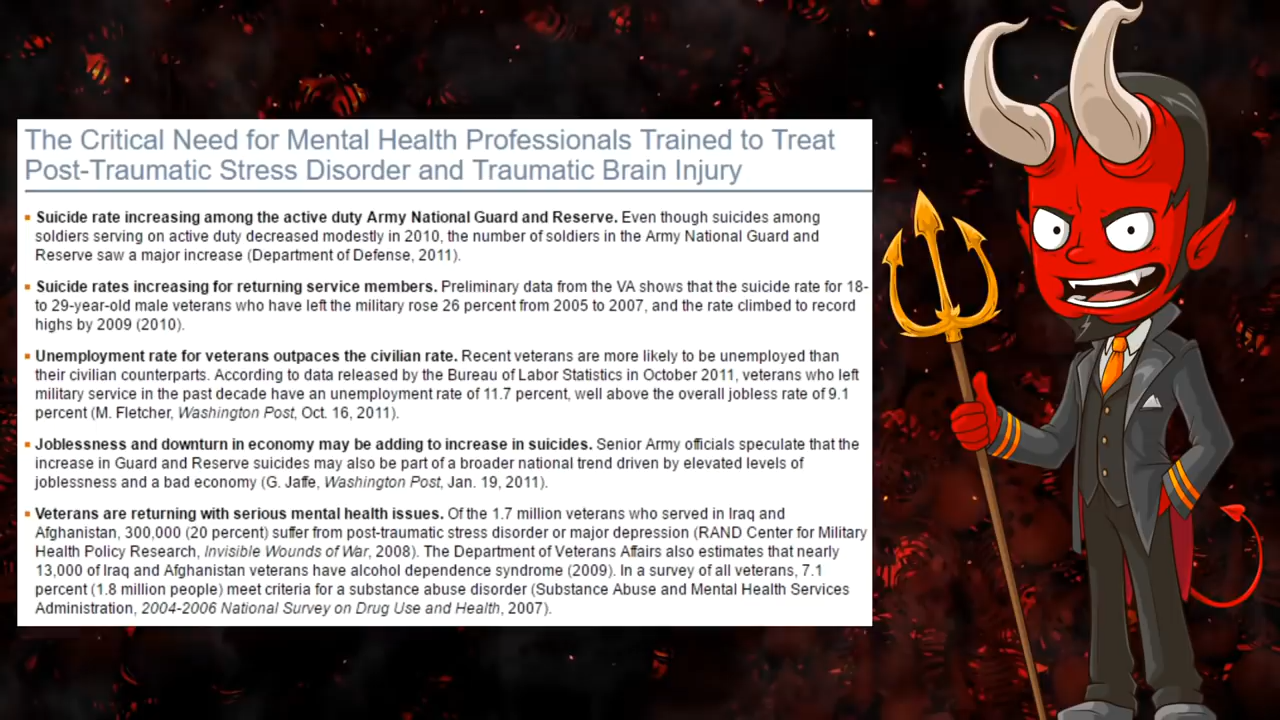 The Critical Need for Mental Health Professionals Trained to Treat
Post-Traumatic Stress Disorder and Traumatic Brain Injury
Suicide rate increasing among the active duty Army National Guard and Reserve. Even though suicides among
soldiers serving on active duty decreased modestly in 2010, the number of soldiers in the Army National Guard and
Reserve saw a major increase (Department of Defense, 2011).
Suicide rates increasing for returning service members. Preliminary data from the VA shows that the suicide rate for 18-
to 29-year-old male veterans who have left the military rose 26 percent from 2005 to 2007, and the rate climbed to record
highs by 2009 (2010).
Unemployment rate for veterans outpaces the civilian rate. Recent veterans are more likely to be unemployed than
their civilian counterparts. According to data released by the Bureau of Labor Statistics in October 2011, veterans who left
military service in the past decade have an unemployment rate of 11.7 percent, well above the overall jobless rate of 9.1
percent (M. Fletcher, Washington Post, Oct. 16, 2011).
Joblessness and downturn in economy may be adding to increase in suicides. Senior Army officials speculate that the
increase in Guard and Reserve suicides may also be part of a broader national trend driven by elevated levels of
joblessness and a bad economy (G. Jaffe, Washington Post, Jan. 19, 2011).
Veterans are returning with serious mental health issues. Of the 1.7 million veterans who served in Iraq and
Afghanistan, 300,000 (20 percent) suffer from post-traumatic stress disorder or major depression (RAND Center for Military
Health Policy Research, Invisible Wounds of War, 2008). The Department of Veterans Affairs also estimates that nearly
13,000 of Iraq and Afghanistan veterans have alcohol dependence syndrome (2009). In a survey of all veterans, 7.1
percent (1.8 million people) meet criteria for a substance abuse disorder (Substance Abuse and Mental Health Services
Administration, 2004-2006 National Survey on Drug Use and Health, 2007).